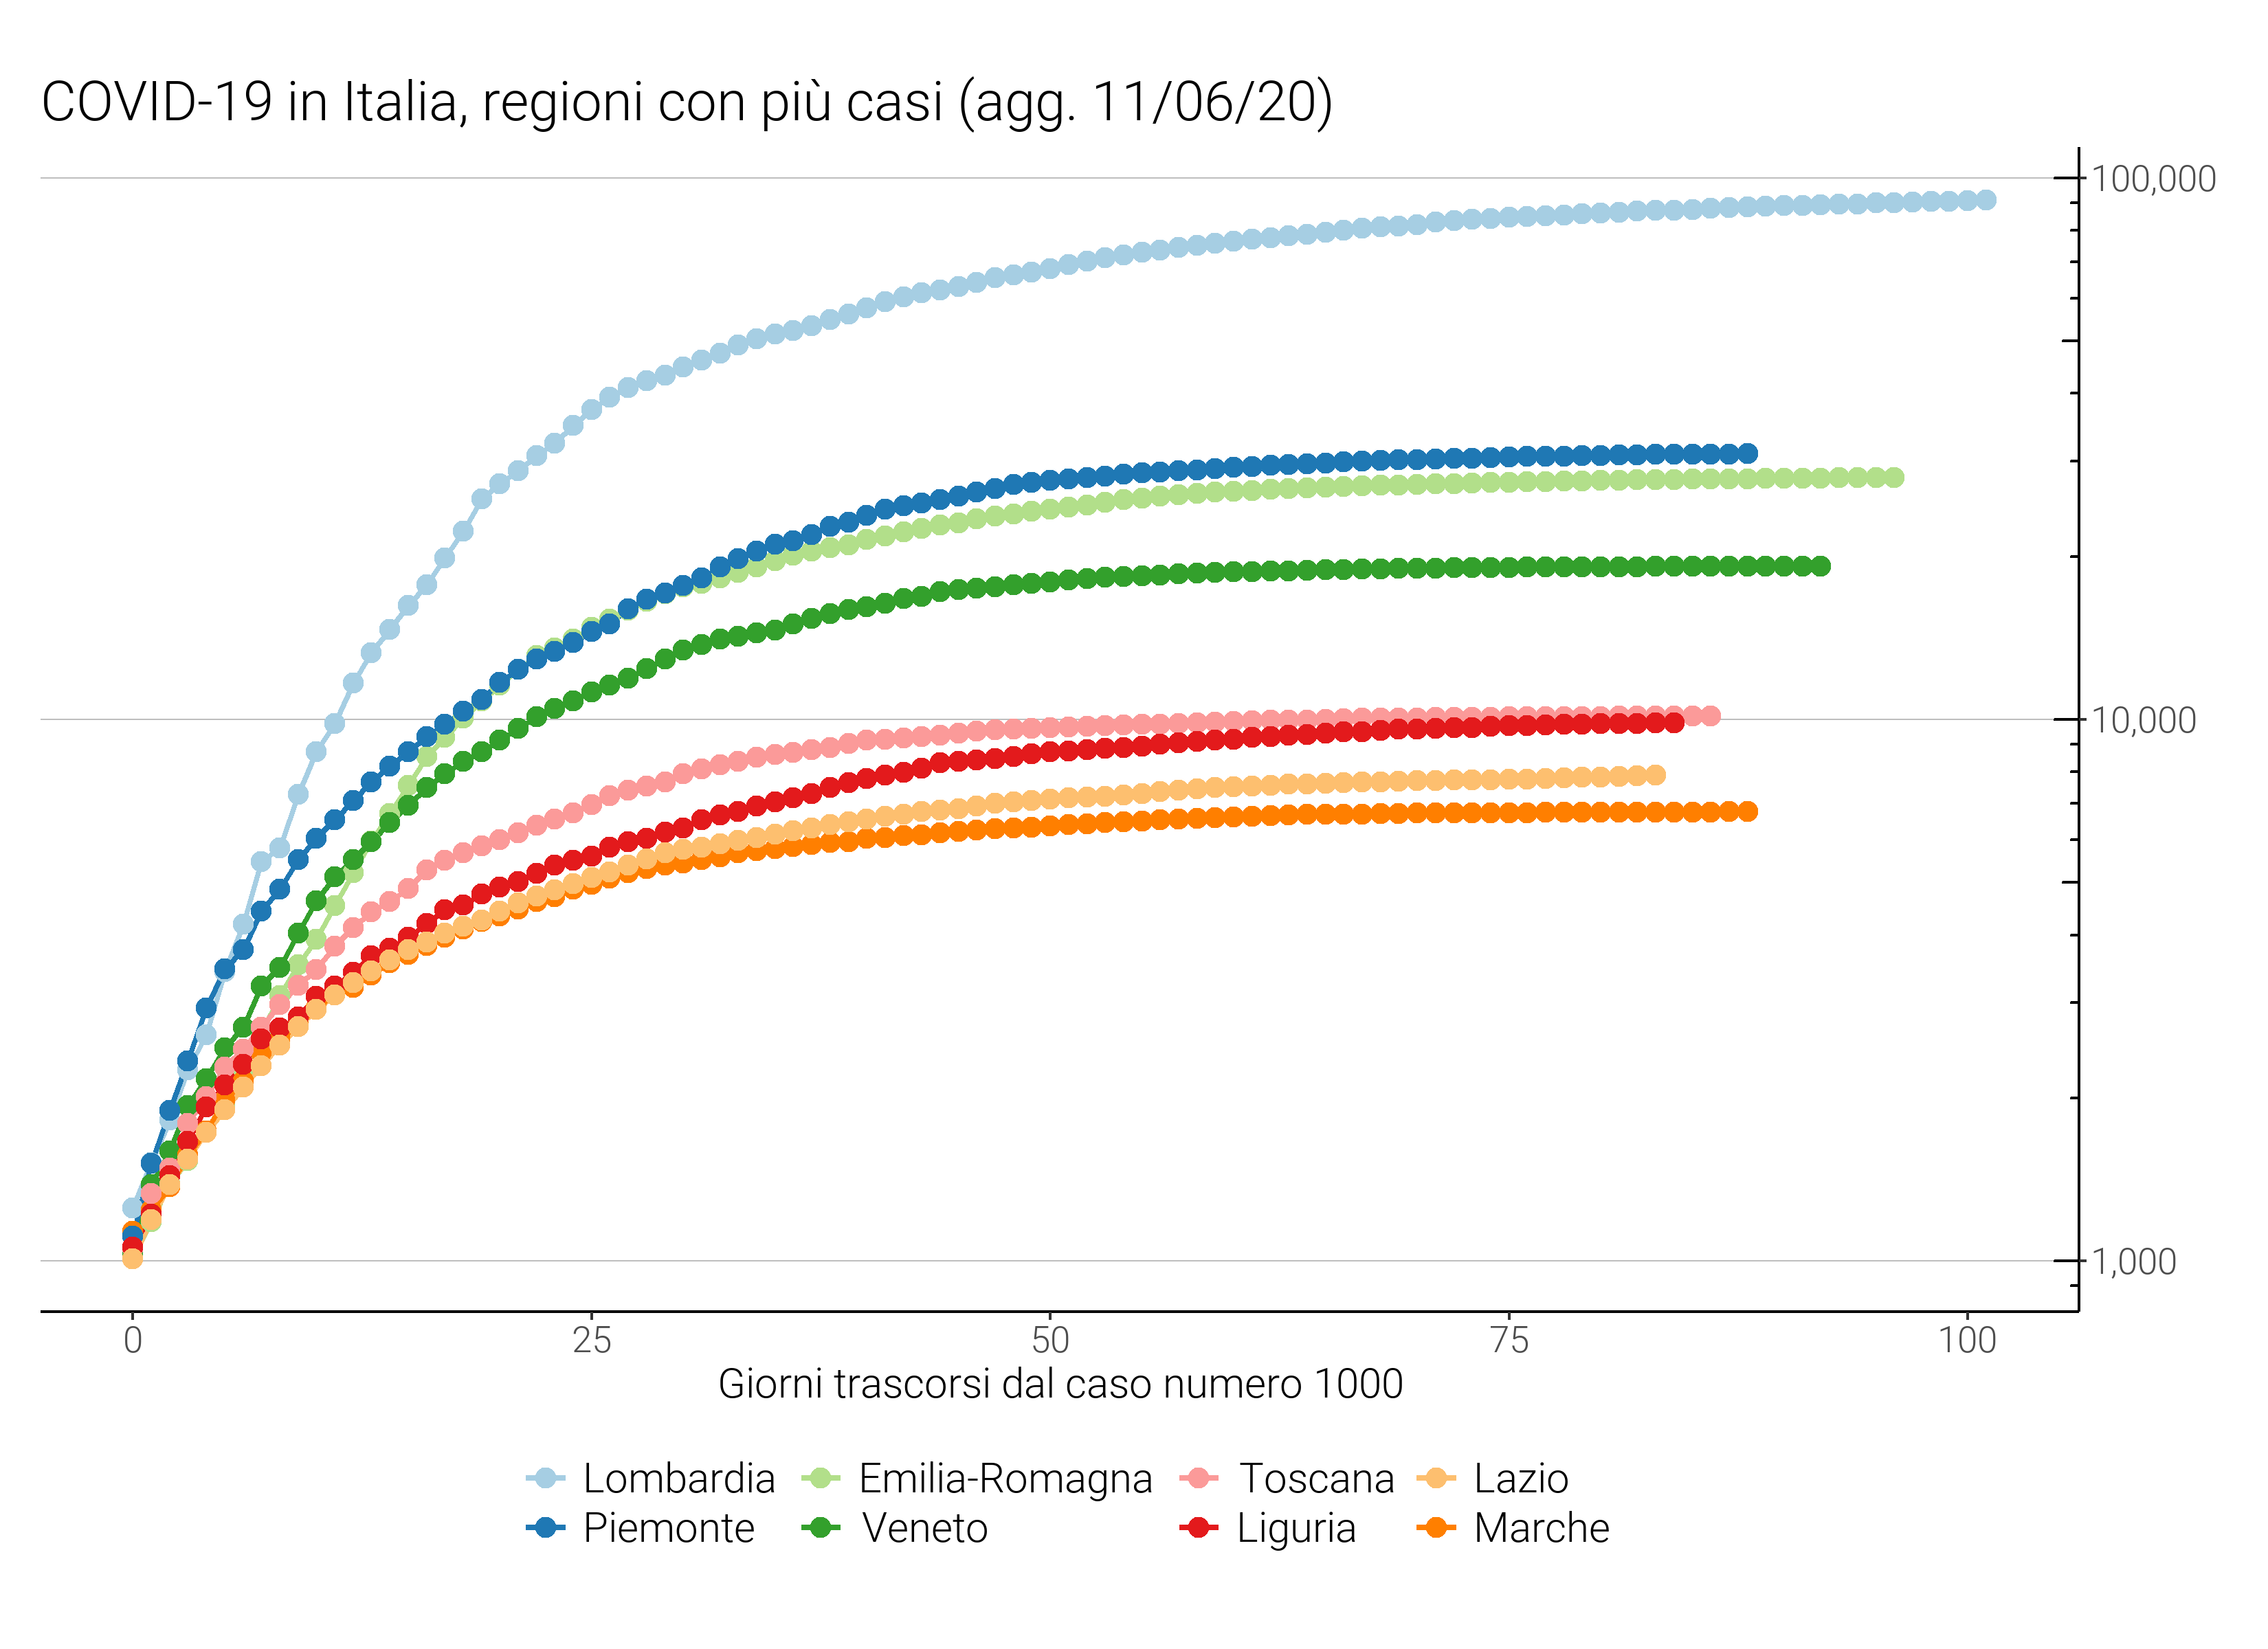 COVID-19 in Italia, regioni con più casi (agg. 11/06/20)
100,000
10,000
1,000
0 25 50 75 100
Giorni trascorsi dal caso numero 1000
Lombardia Emilia-Romagna Toscana Lazio
Piemonte Veneto Liguria Marche